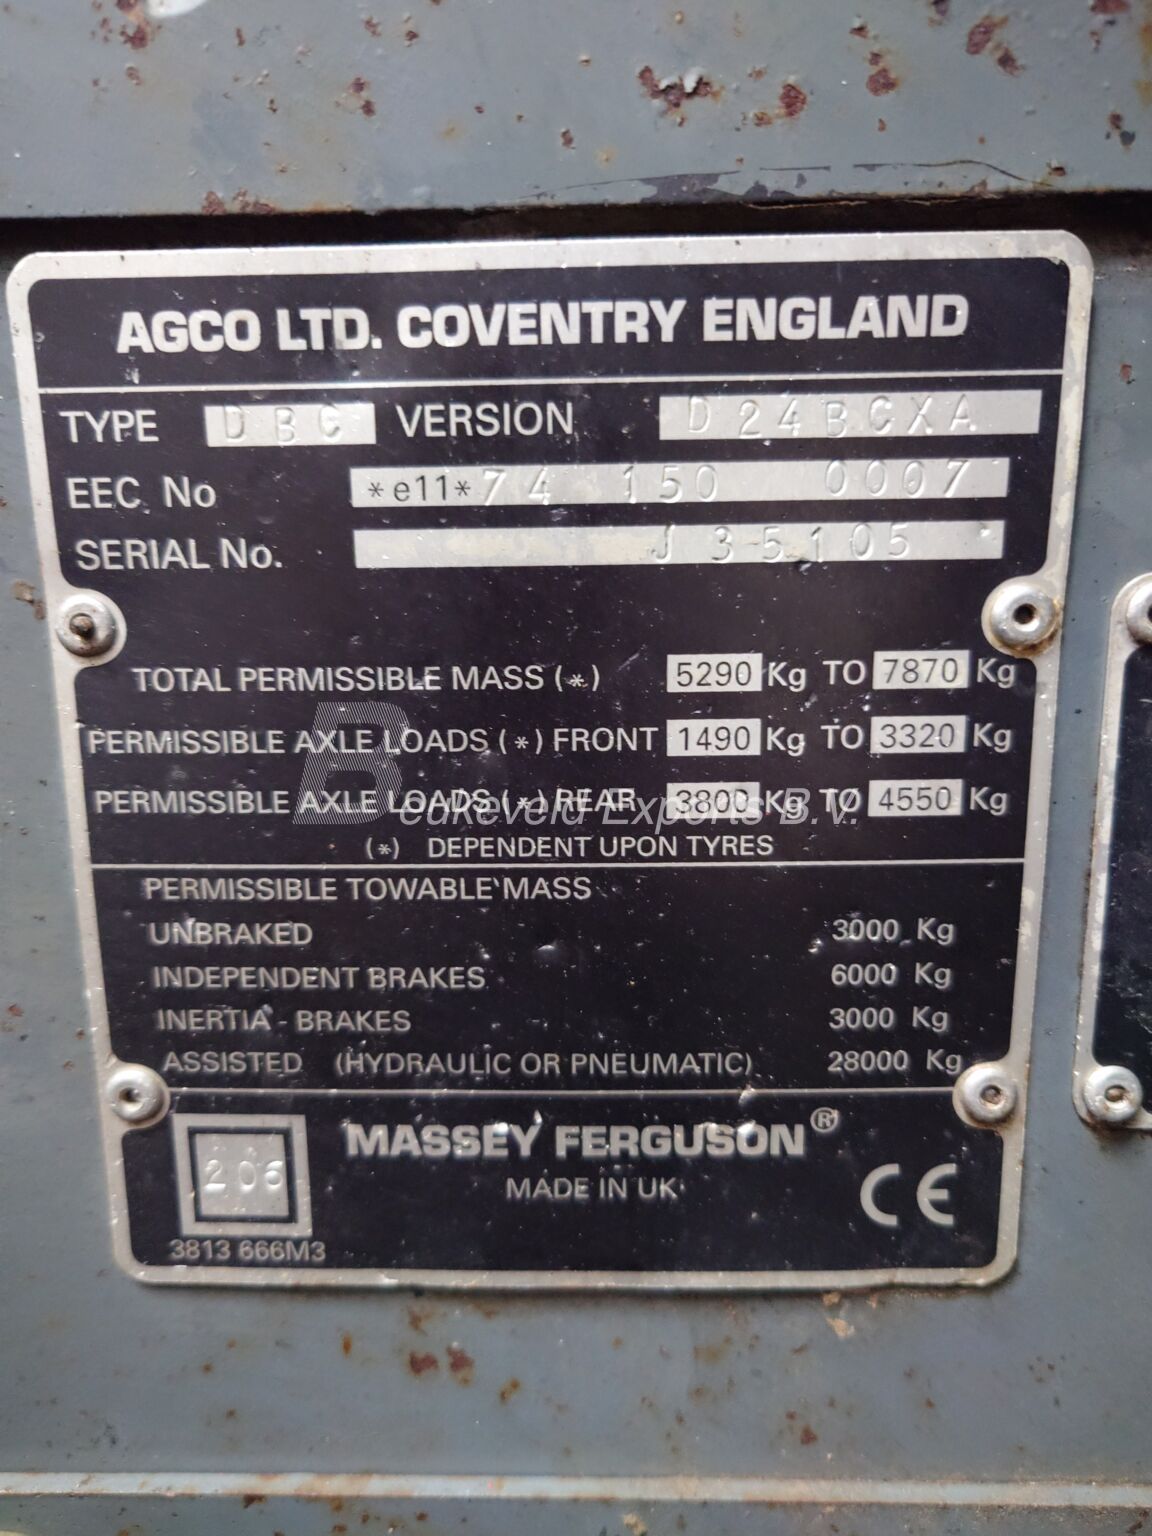 AGCO LTD. COVENTRY ENGLAND
TYPE DBC VERSION D24BCXA
EEC No *e11*74 150 0007
SERIAL No. J35105
TOTAL PERMISSIBLE MASS (*) 5290 Kg TO 7870 Kg
PERMISSIBLE AXLE LOADS (*) FRONT 1490 Kg TO 3320 Kg
PERMISSIBLE AXLE LOADS (*) REAR 3800 Kg TO 4550 Kg
Beukeveld Exports B.V.
(*) DEPENDENT UPON TYRES
PERMISSIBLE TOWABLE MASS
UNBRAKED 3000 Kg
INDEPENDENT BRAKES 6000 Kg
INERTIA - BRAKES 3000 Kg
ASSISTED (HYDRAULIC OR PNEUMATIC) 28000 Kg
MASSEY FERGUSON®
206
MADE IN UK
CE
3813 666M3